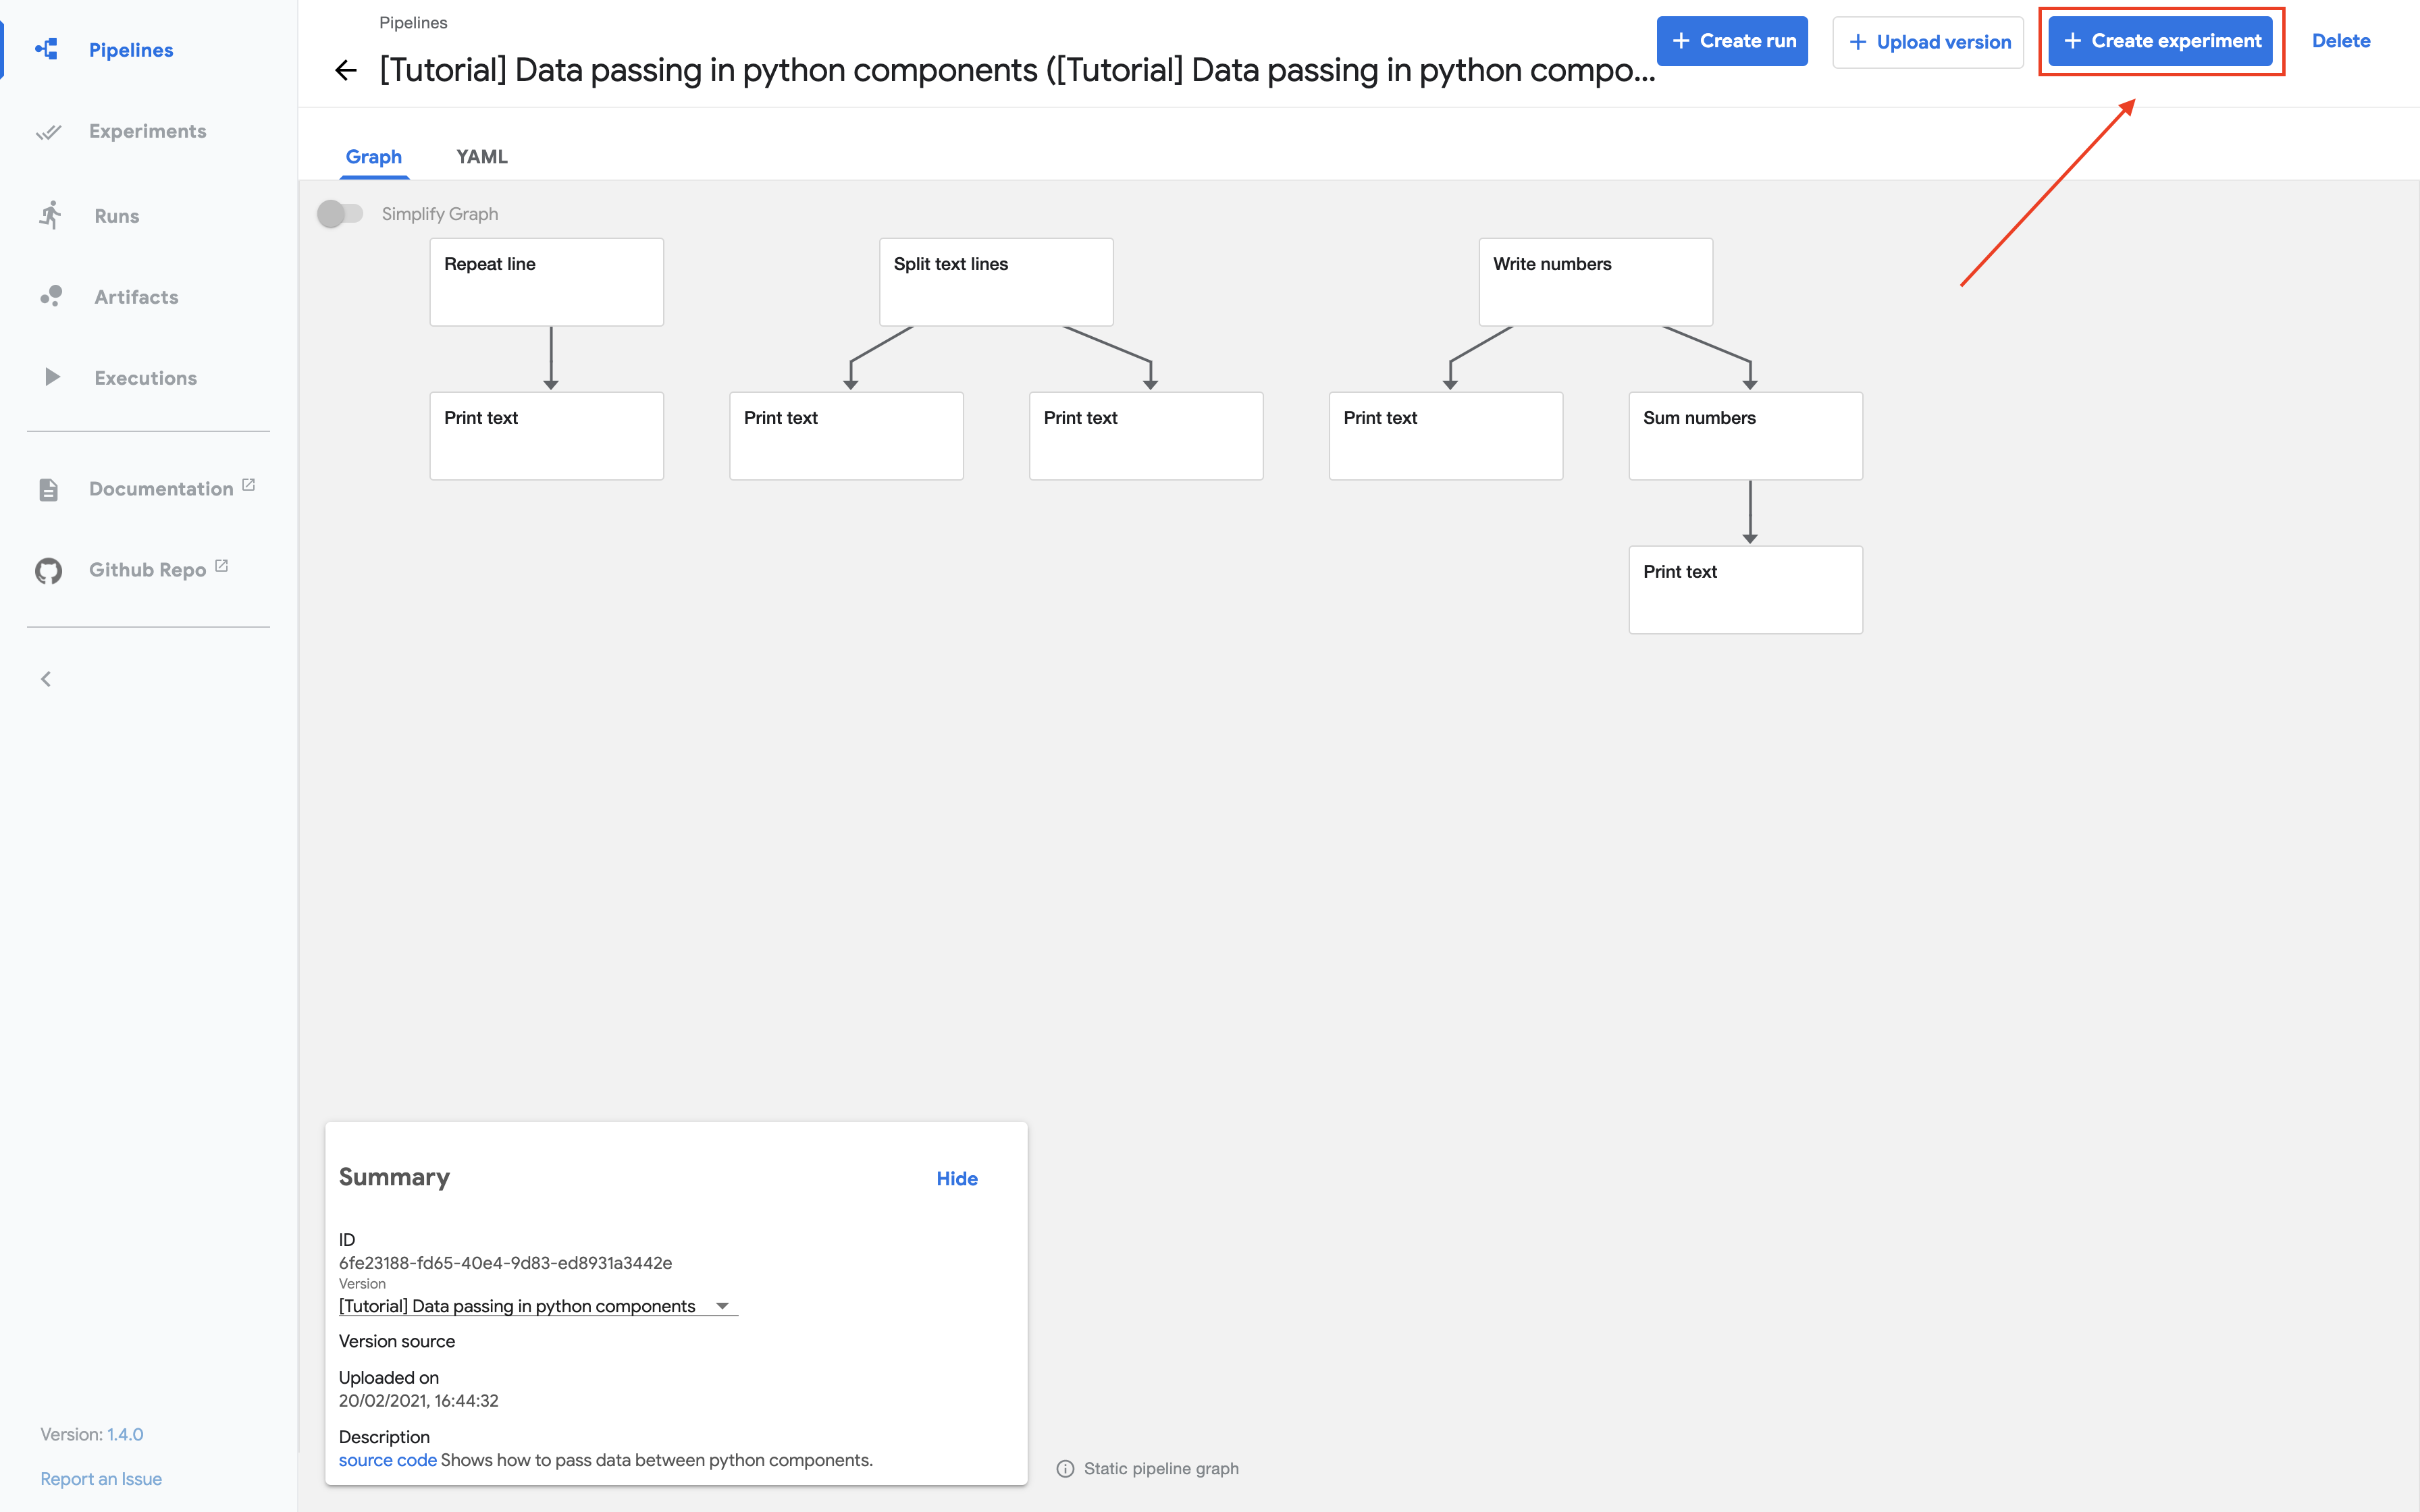 Pipelines
Experiments
Runs
Artifacts
Executions
Documentation
Github Repo
Version: 1.4.0
Report an Issue
Pipelines
[Tutorial] Data passing in python components ([Tutorial] Data passing in python compo...
+ Create run
+ Upload version
+ Create experiment
Delete
Graph
YAML
Simplify Graph
Repeat line
Split text lines
Write numbers
Print text
Print text
Print text
Print text
Sum numbers
Print text
Summary
Hide
ID
6fe23188-fd65-40e4-9d83-ed8931a3442e
Version
[Tutorial] Data passing in python components
Version source
Uploaded on
20/02/2021, 16:44:32
Description
source code Shows how to pass data between python components.
Static pipeline graph